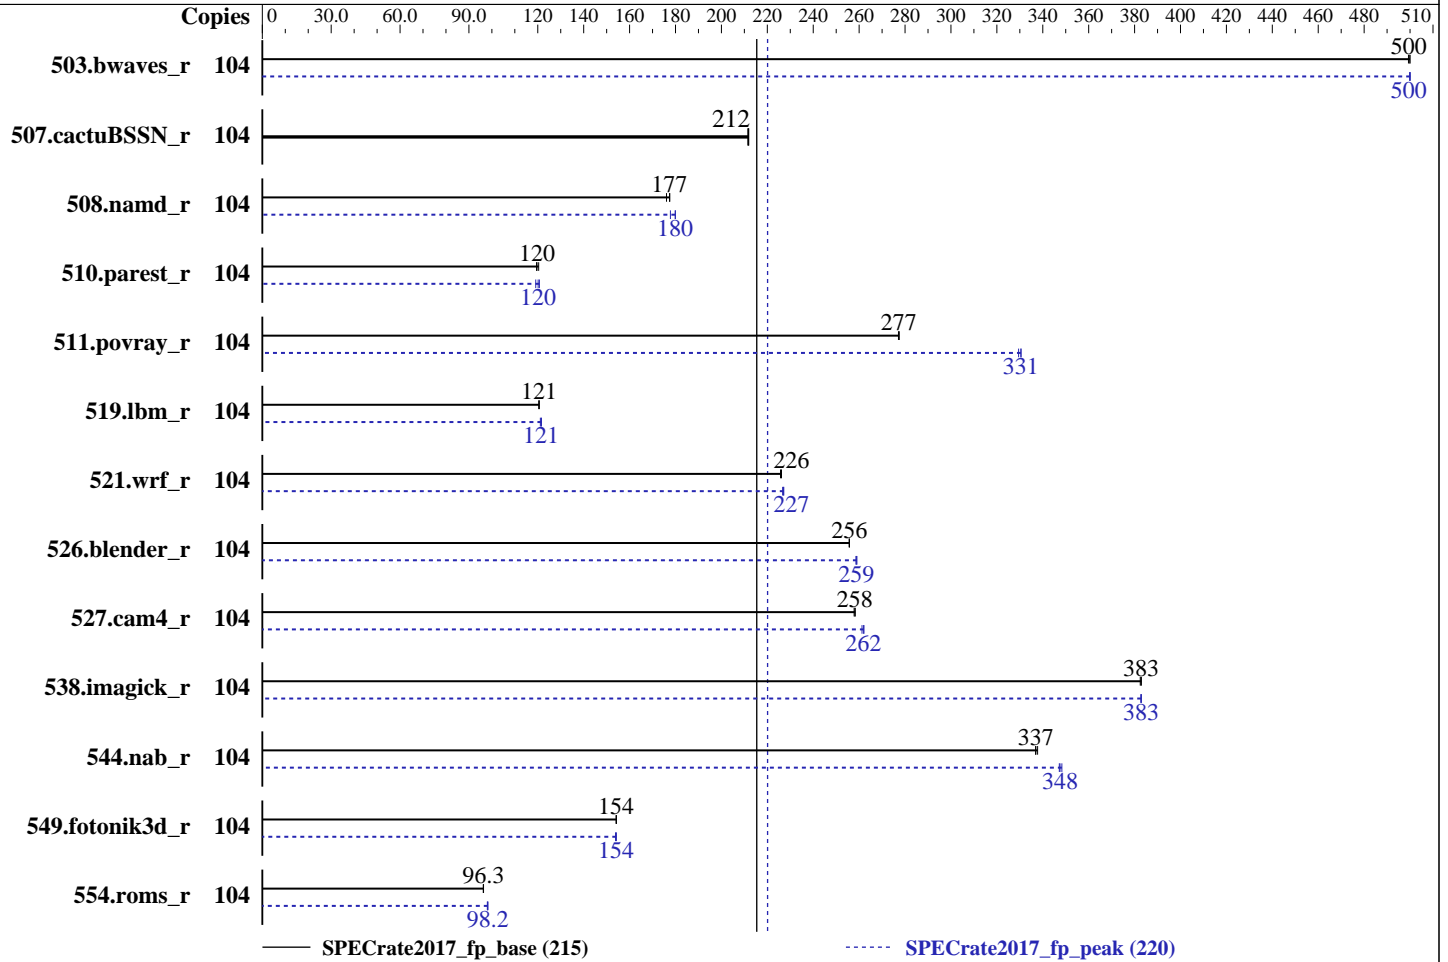 Copies 0 30.0 60.0 90.0 120 140 160 180 200 220 240 260 280 300 320 340 360 380 400 420 440 460 480 510
503.bwaves_r 104 500
500
507.cactuBSSN_r 104 212
508.namd_r 104 177
180
510.parest_r 104 120
120
511.povray_r 104 277
331
519.lbm_r 104 121
121
521.wrf_r 104 226
227
526.blender_r 104 256
259
527.cam4_r 104 258
262
538.imagick_r 104 383
383
544.nab_r 104 337
348
549.fotonik3d_r 104 154
154
554.roms_r 104 96.3
98.2
SPECrate2017_fp_base (215) SPECrate2017_fp_peak (220)